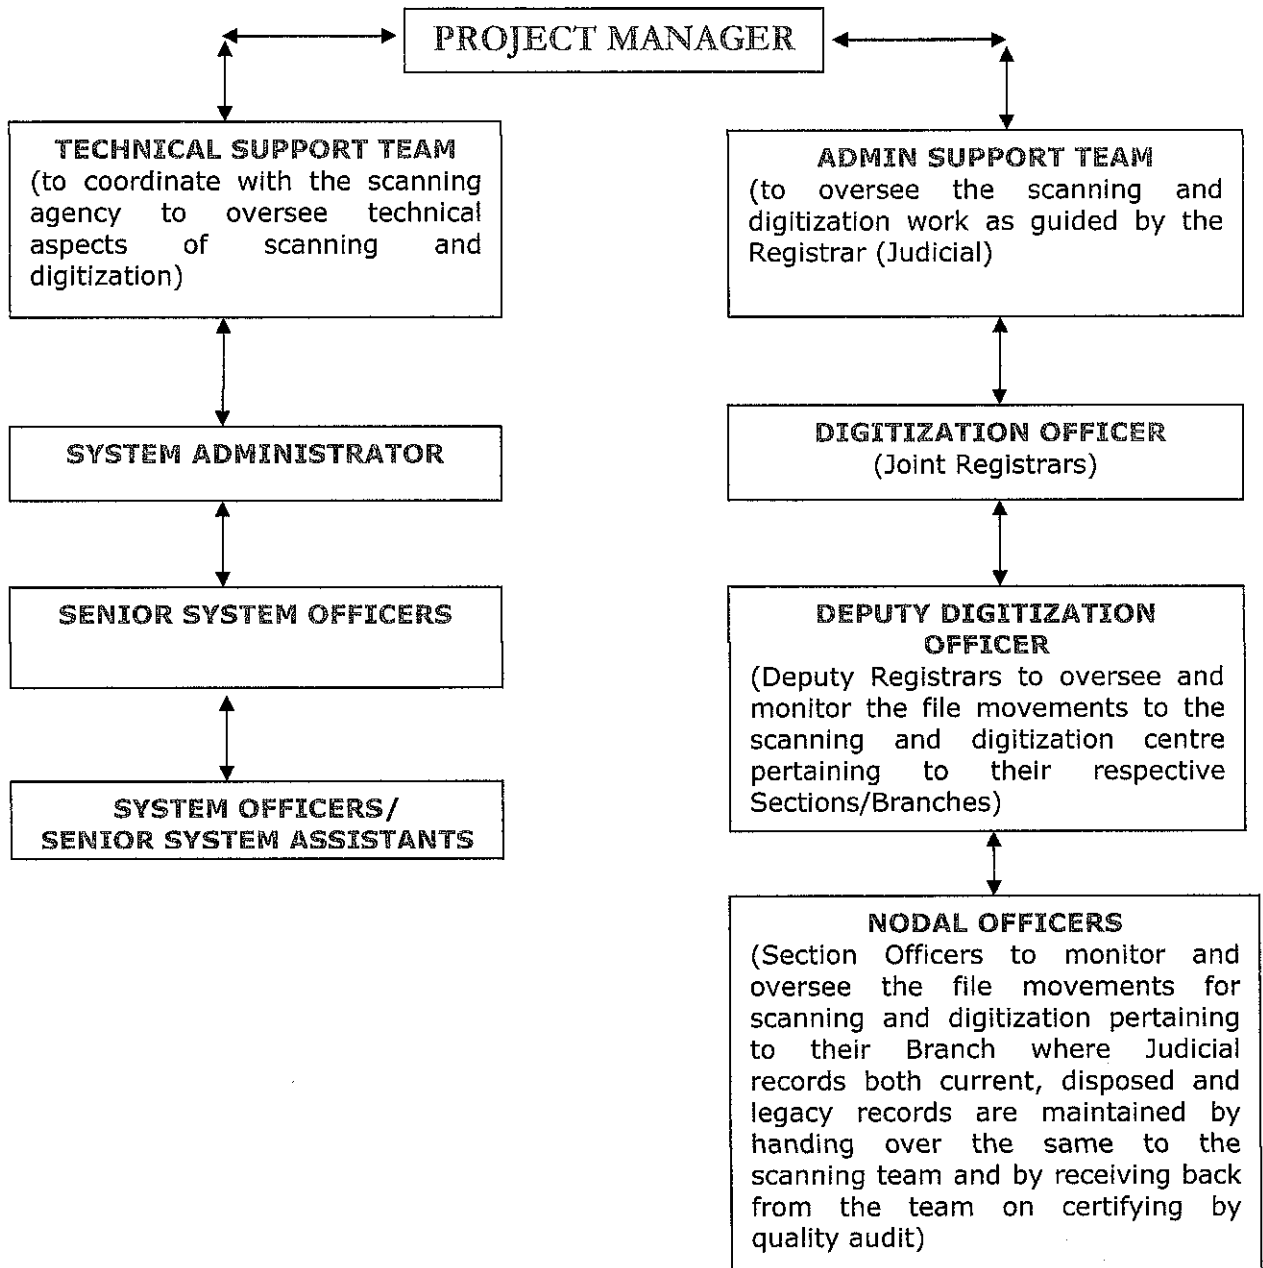 PROJECT MANAGER
TECHNICAL SUPPORT TEAM
(to coordinate with the scanning
agency to oversee technical
aspects of scanning and
digitization)
SYSTEM ADMINISTRATOR
SENIOR SYSTEM OFFICERS
SYSTEM OFFICERS/
SENIOR SYSTEM ASSISTANTS
ADMIN SUPPORT TEAM
(to oversee the scanning and
digitization work as guided by the
Registrar (Judicial)
DIGITIZATION OFFICER
(Joint Registrars)
DEPUTY DIGITIZATION
OFFICER
(Deputy Registrars to oversee and
monitor the file movements to the
scanning and digitization centre
pertaining to their respective
Sections/Branches)
NODAL OFFICERS
(Section Officers to monitor and
oversee the file movements for
scanning and digitization pertaining
to their Branch where Judicial
records both current, disposed and
legacy records are maintained by
handing over the same to the
scanning team and by receiving back
from the team on certifying by
quality audit)